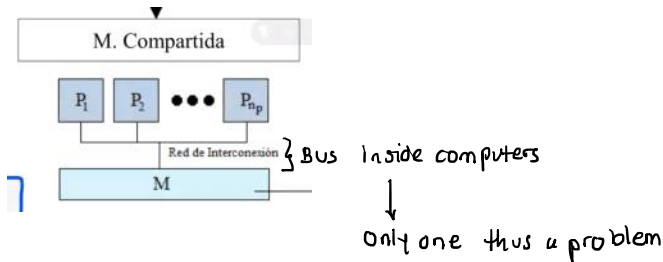 M. Compartida
P1 P2 ●●● Pnp
Red de Interconexión } Bus inside computers
M
only one thus a problem